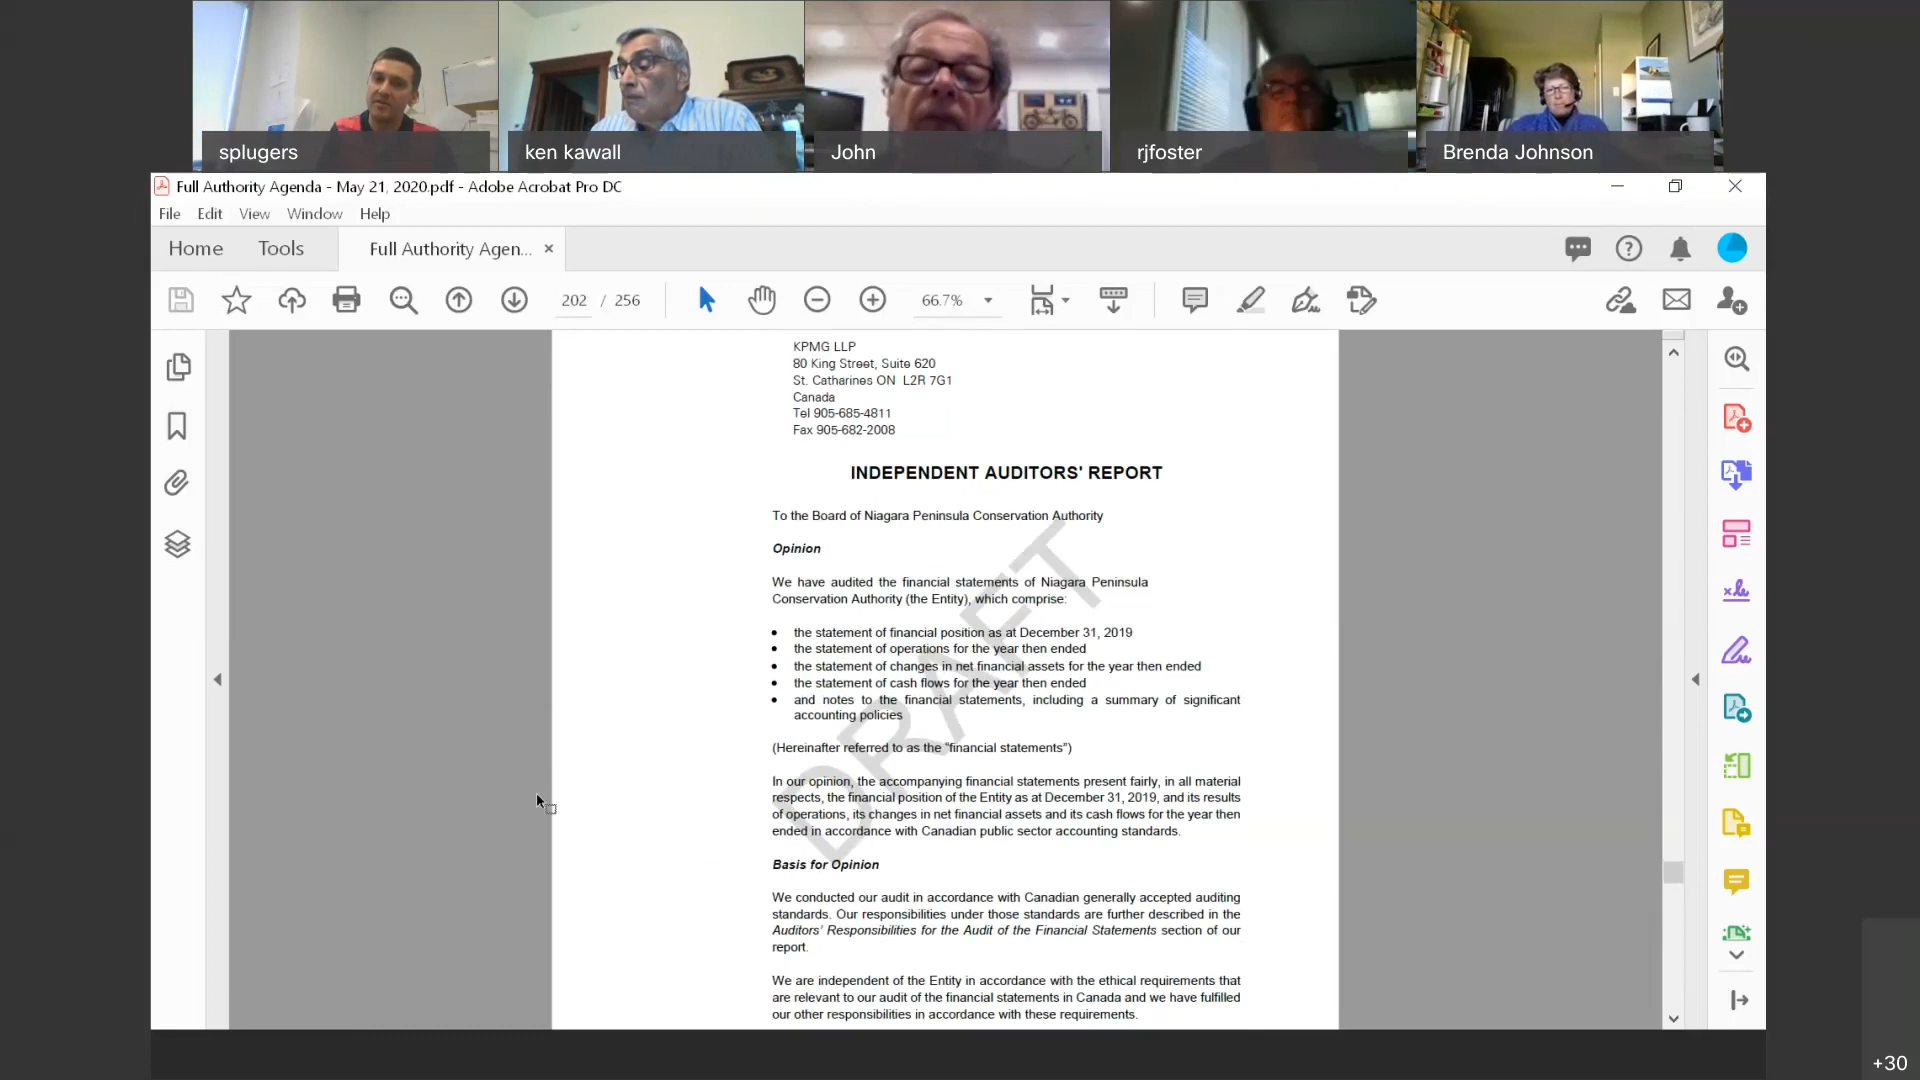 splugers
ken kawall
John
rjfoster
Brenda Johnson
Full Authority Agenda - May 21, 2020.pdf - Adobe Acrobat Pro DC
File Edit View Window Help
Home Tools Full Authority Agen... ×
202 / 256 66.7%
KPMG LLP
80 King Street, Suite 620
St. Catharines ON L2R 7G1
Canada
Tel 905-685-4811
Fax 905-682-2008
INDEPENDENT AUDITORS' REPORT
To the Board of Niagara Peninsula Conservation Authority
Opinion
We have audited the financial statements of Niagara Peninsula
Conservation Authority (the Entity), which comprise:
• the statement of financial position as at December 31, 2019
• the statement of operations for the year then ended
• the statement of changes in net financial assets for the year then ended
• the statement of cash flows for the year then ended
• and notes to the financial statements, including a summary of significant
accounting policies
(Hereinafter referred to as the “financial statements”)
In our opinion, the accompanying financial statements present fairly, in all material
respects, the financial position of the Entity as at December 31, 2019, and its results
of operations, its changes in net financial assets and its cash flows for the year then
ended in accordance with Canadian public sector accounting standards.
Basis for Opinion
We conducted our audit in accordance with Canadian generally accepted auditing
standards. Our responsibilities under those standards are further described in the
Auditors' Responsibilities for the Audit of the Financial Statements section of our
report.
We are independent of the Entity in accordance with the ethical requirements that
are relevant to our audit of the financial statements in Canada and we have fulfilled
our other responsibilities in accordance with these requirements.
DRAFT
+30